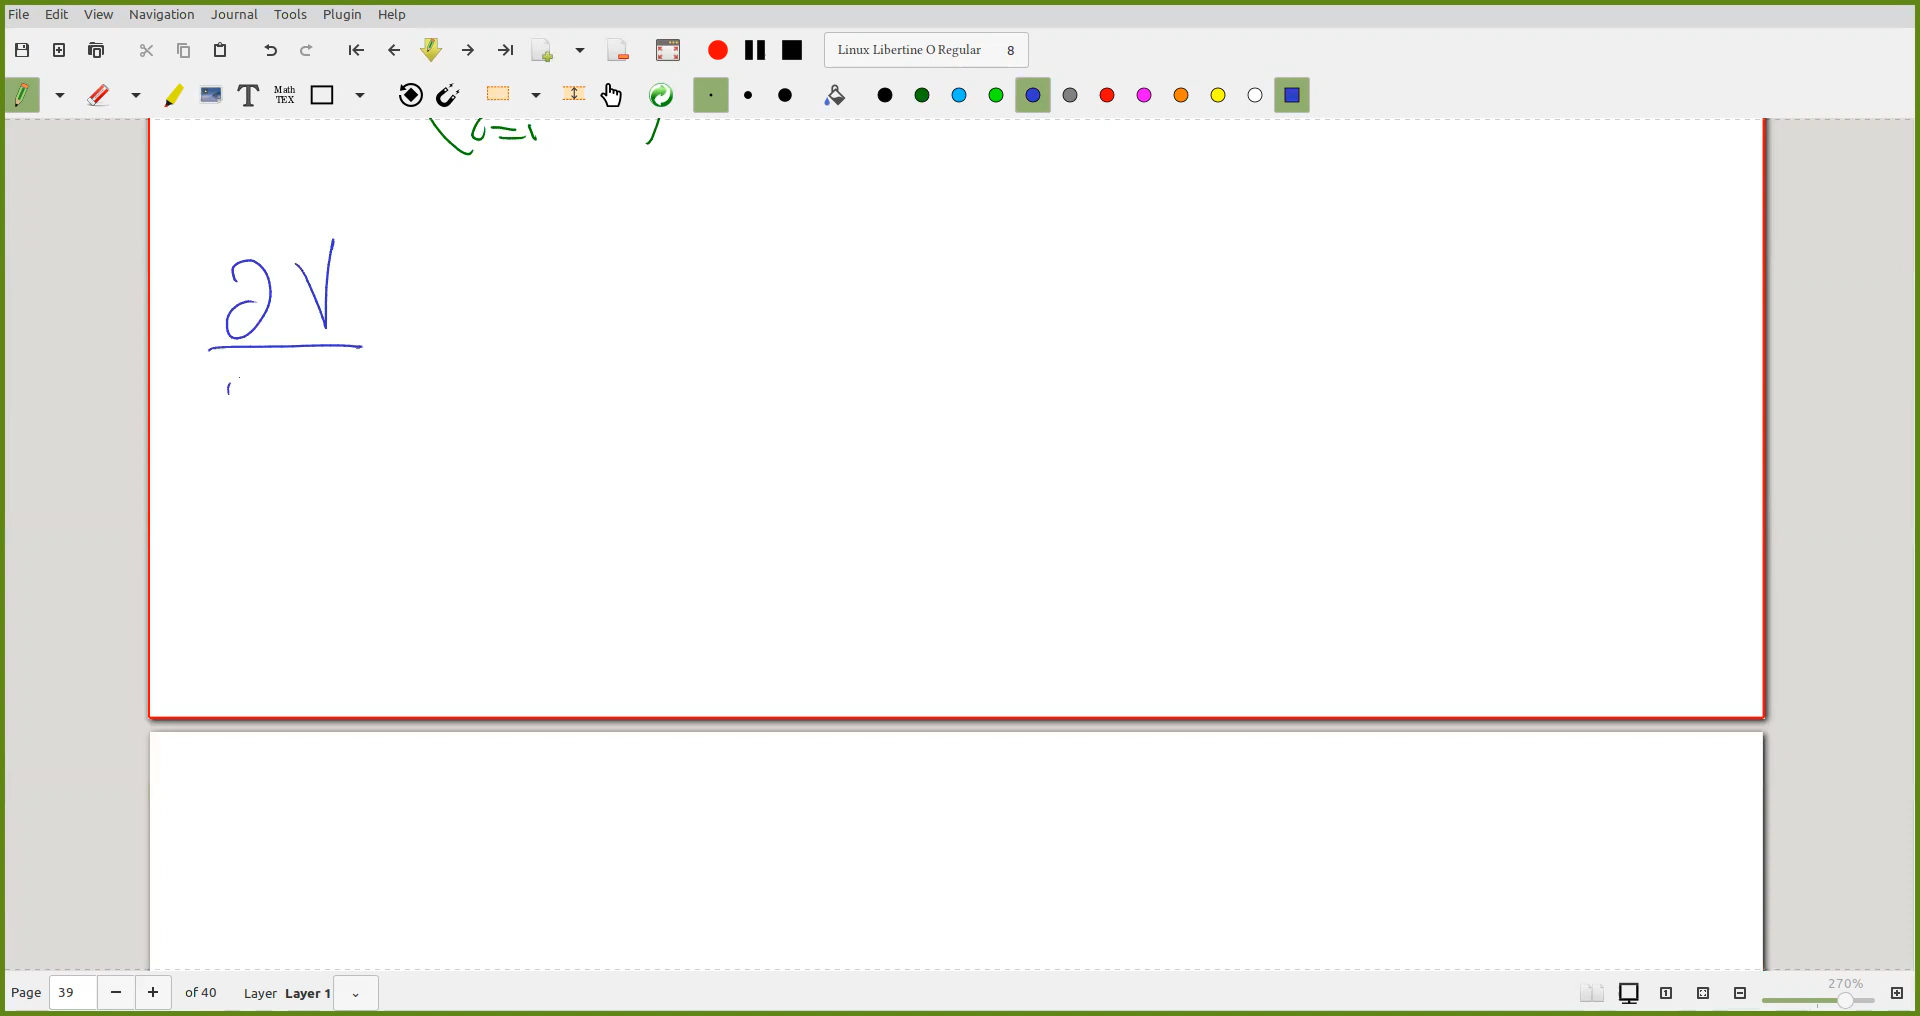 File Edit View Navigation Journal Tools Plugin Help
Linux Libertine O Regular 8
T Math TEX
i=1
∂V
Page 39 of 40 Layer Layer 1 270%